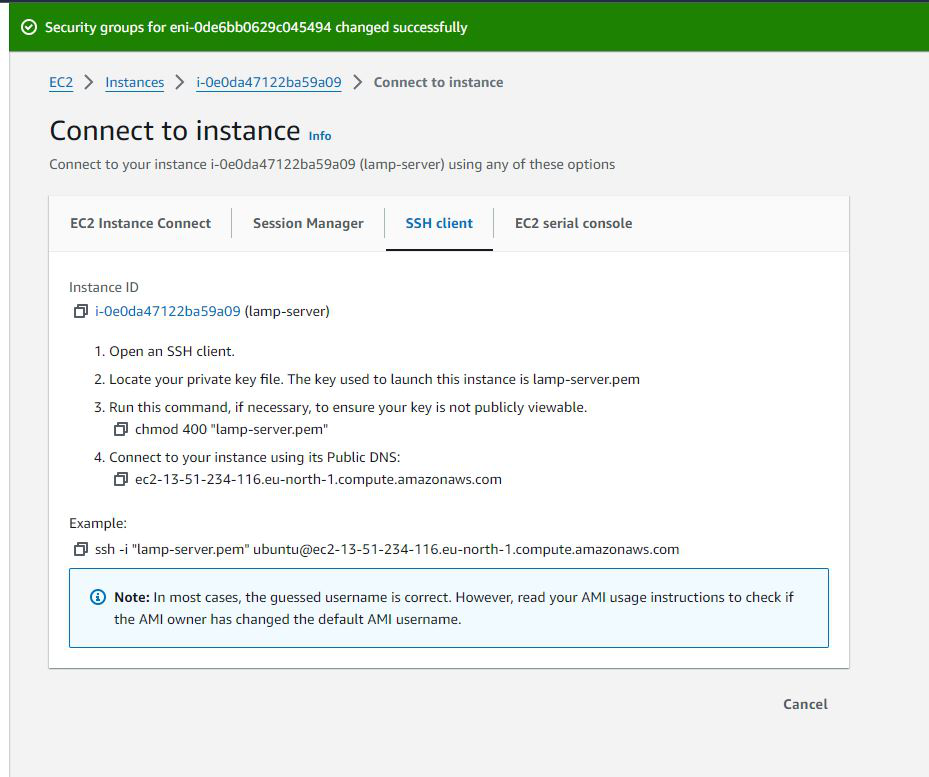 Security groups for eni-0de6bb0629c045494 changed successfully
EC2 > Instances > i-0e0da47122ba59a09 > Connect to instance
Connect to instance Info
Connect to your instance i-0e0da47122ba59a09 (lamp-server) using any of these options
EC2 Instance Connect Session Manager SSH client EC2 serial console
Instance ID
i-0e0da47122ba59a09 (lamp-server)
1. Open an SSH client.
2. Locate your private key file. The key used to launch this instance is lamp-server.pem
3. Run this command, if necessary, to ensure your key is not publicly viewable.
chmod 400 "lamp-server.pem"
4. Connect to your instance using its Public DNS:
ec2-13-51-234-116.eu-north-1.compute.amazonaws.com
Example:
ssh -i "lamp-server.pem" ubuntu@ec2-13-51-234-116.eu-north-1.compute.amazonaws.com
Note: In most cases, the guessed username is correct. However, read your AMI usage instructions to check if
the AMI owner has changed the default AMI username.
Cancel